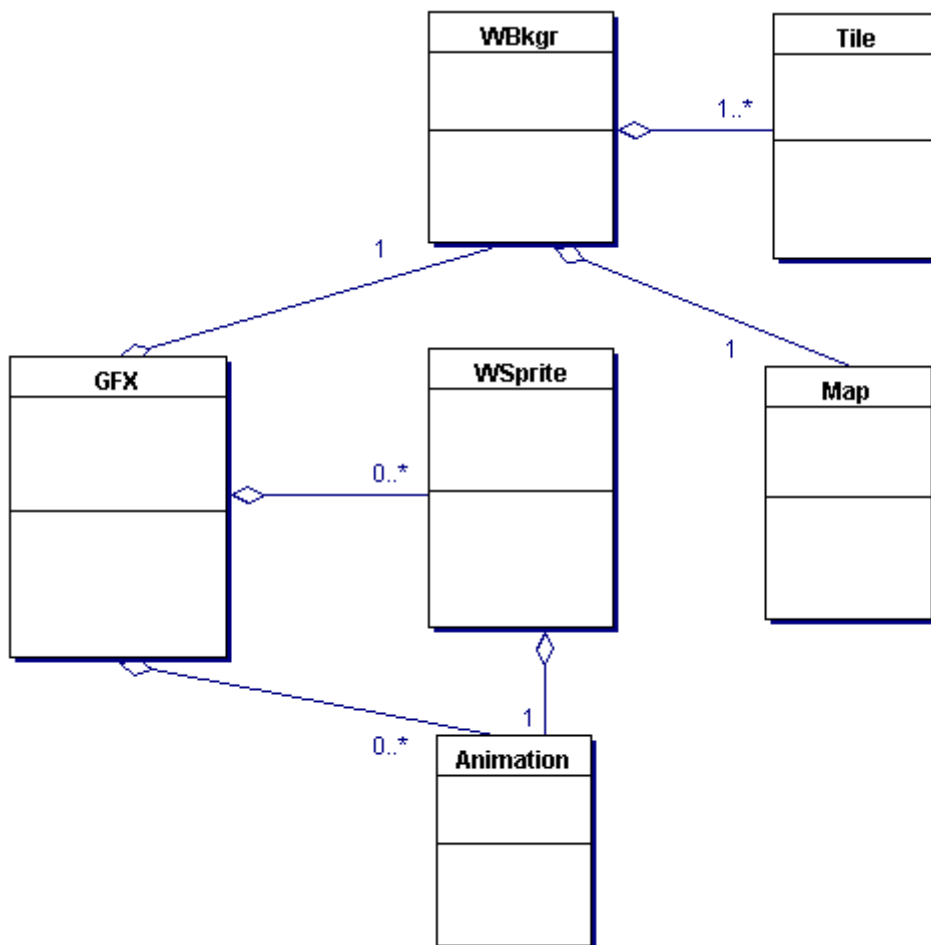 WBkgr
Tile
1..*
1
1
GFX
WSprite
Map
0..*
1
0..*
Animation